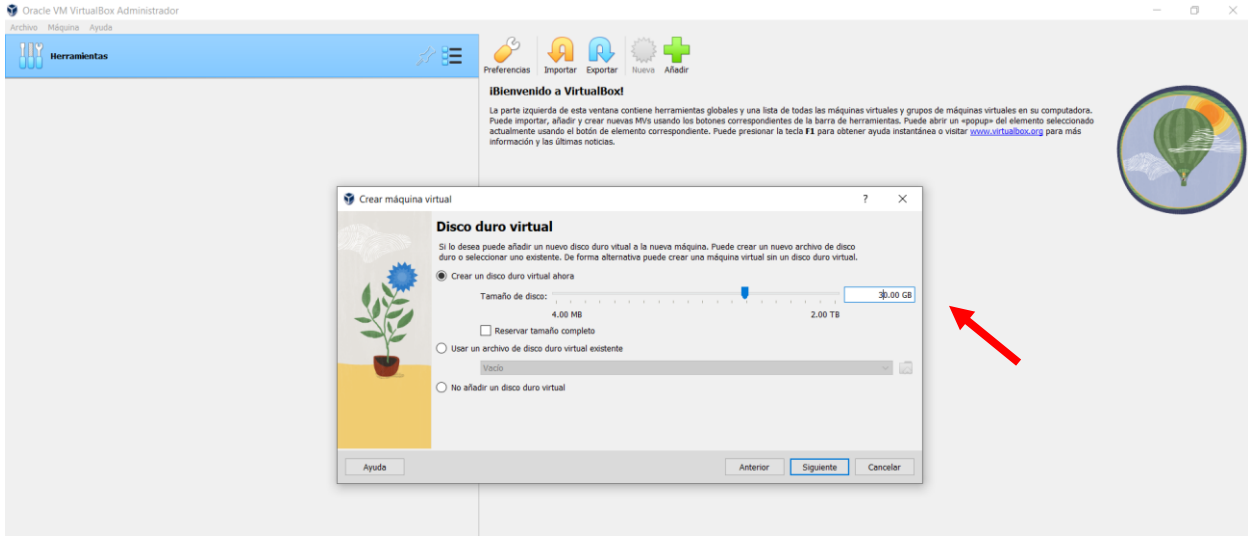 Oracle VM VirtualBox Administrador
Archivo Máquina Ayuda
Herramientas
Preferencias Importar Exportar Nueva Añadir
¡Bienvenido a VirtualBox!
La parte izquierda de esta ventana contiene herramientas globales y una lista de todas las máquinas virtuales y grupos de máquinas virtuales en su computadora.
Puede importar, añadir y crear nuevas MVs usando los botones correspondientes de la barra de herramientas. Puede abrir un «popup» del elemento seleccionado
actualmente usando el botón de elemento correspondiente. Puede presionar la tecla F1 para obtener ayuda instantánea o visitar www.virtualbox.org para más
información y las últimas noticias.
Crear máquina virtual
?
Disco duro virtual
Si lo desea puede añadir un nuevo disco duro vitual a la nueva máquina. Puede crear un nuevo archivo de disco
duro o seleccionar uno existente. De forma alternativa puede crear una máquina virtual sin un disco duro virtual.
Crear un disco duro virtual ahora
Tamaño de disco: 30.00 GB
4.00 MB 2.00 TB
Reservar tamaño completo
Usar un archivo de disco duro virtual existente
Vacío
No añadir un disco duro virtual
Ayuda Anterior Siguiente Cancelar